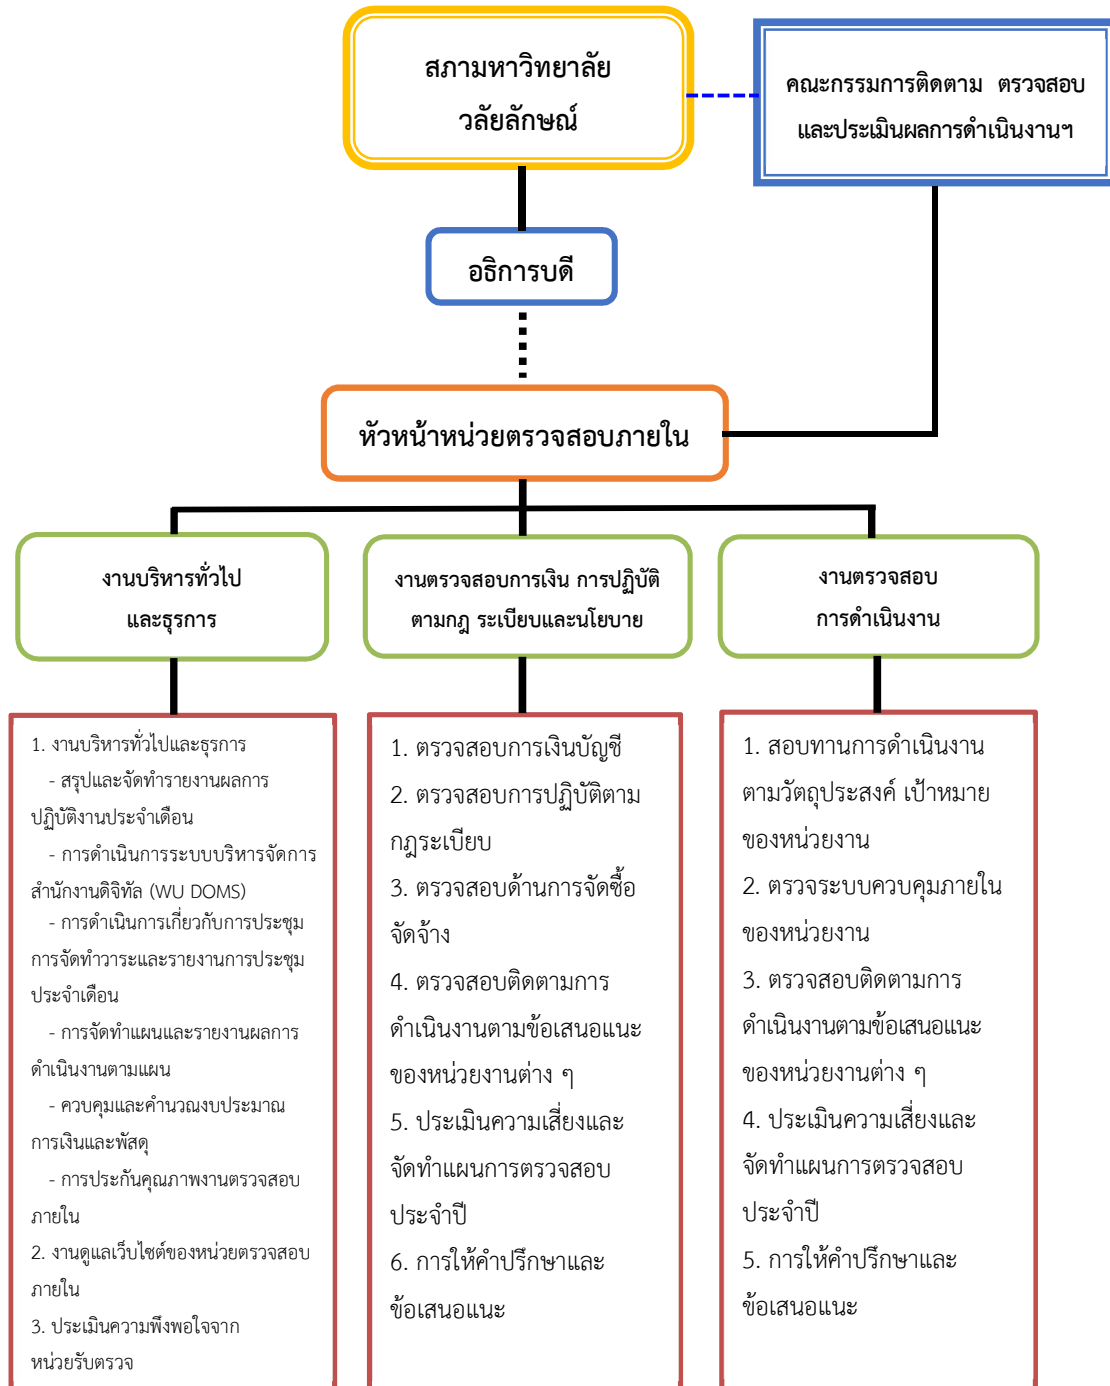 สภามหาวิทยาลัย
วลัยลักษณ์
คณะกรรมการติดตาม ตรวจสอบ
และประเมินผลการดำเนินงานฯ
อธิการบดี
หัวหน้าหน่วยตรวจสอบภายใน
งานบริหารทั่วไป
และธุรการ
งานตรวจสอบการเงิน การปฏิบัติ
ตามกฎ ระเบียบและนโยบาย
งานตรวจสอบ
การดำเนินงาน
1. งานบริหารทั่วไปและธุรการ
- สรุปและจัดทำรายงานผลการ
ปฏิบัติงานประจำเดือน
- การดำเนินการระบบบริหารจัดการ
สำนักงานดิจิทัล (WU DOMS)
- การดำเนินการเกี่ยวกับการประชุม
การจัดทำวาระและรายงานการประชุม
ประจำเดือน
- การจัดทำแผนและรายงานผลการ
ดำเนินงานตามแผน
- ควบคุมและคำนวณงบประมาณ
การเงินและพัสดุ
- การประกันคุณภาพงานตรวจสอบ
ภายใน
2. งานดูแลเว็บไซต์ของหน่วยตรวจสอบ
ภายใน
3. ประเมินความพึงพอใจจาก
หน่วยรับตรวจ
1. ตรวจสอบการเงินบัญชี
2. ตรวจสอบการปฏิบัติตาม
กฎระเบียบ
3. ตรวจสอบด้านการจัดซื้อ
จัดจ้าง
4. ตรวจสอบติดตามการ
ดำเนินงานตามข้อเสนอแนะ
ของหน่วยงานต่าง ๆ
5. ประเมินความเสี่ยงและ
จัดทำแผนการตรวจสอบ
ประจำปี
6. การให้คำปรึกษาและ
ข้อเสนอแนะ
1. สอบทานการดำเนินงาน
ตามวัตถุประสงค์ เป้าหมาย
ของหน่วยงาน
2. ตรวจระบบควบคุมภายใน
ของหน่วยงาน
3. ตรวจสอบติดตามการ
ดำเนินงานตามข้อเสนอแนะ
ของหน่วยงานต่าง ๆ
4. ประเมินความเสี่ยงและ
จัดทำแผนการตรวจสอบ
ประจำปี
5. การให้คำปรึกษาและ
ข้อเสนอแนะ